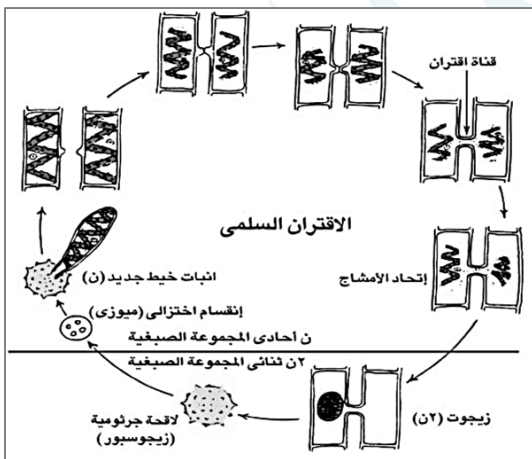 قناة اقتران
الاقتران السلمى
إتحاد الأمشاج
انبات خيط جديد (ن)
إنقسام اختزالى (ميوزى)
ن أحادى المجموعة الصبغية
٢ن ثنائى المجموعة الصبغية
زيجوت (٢ن)
لاقحة جرثومية
(زيجوسبور)